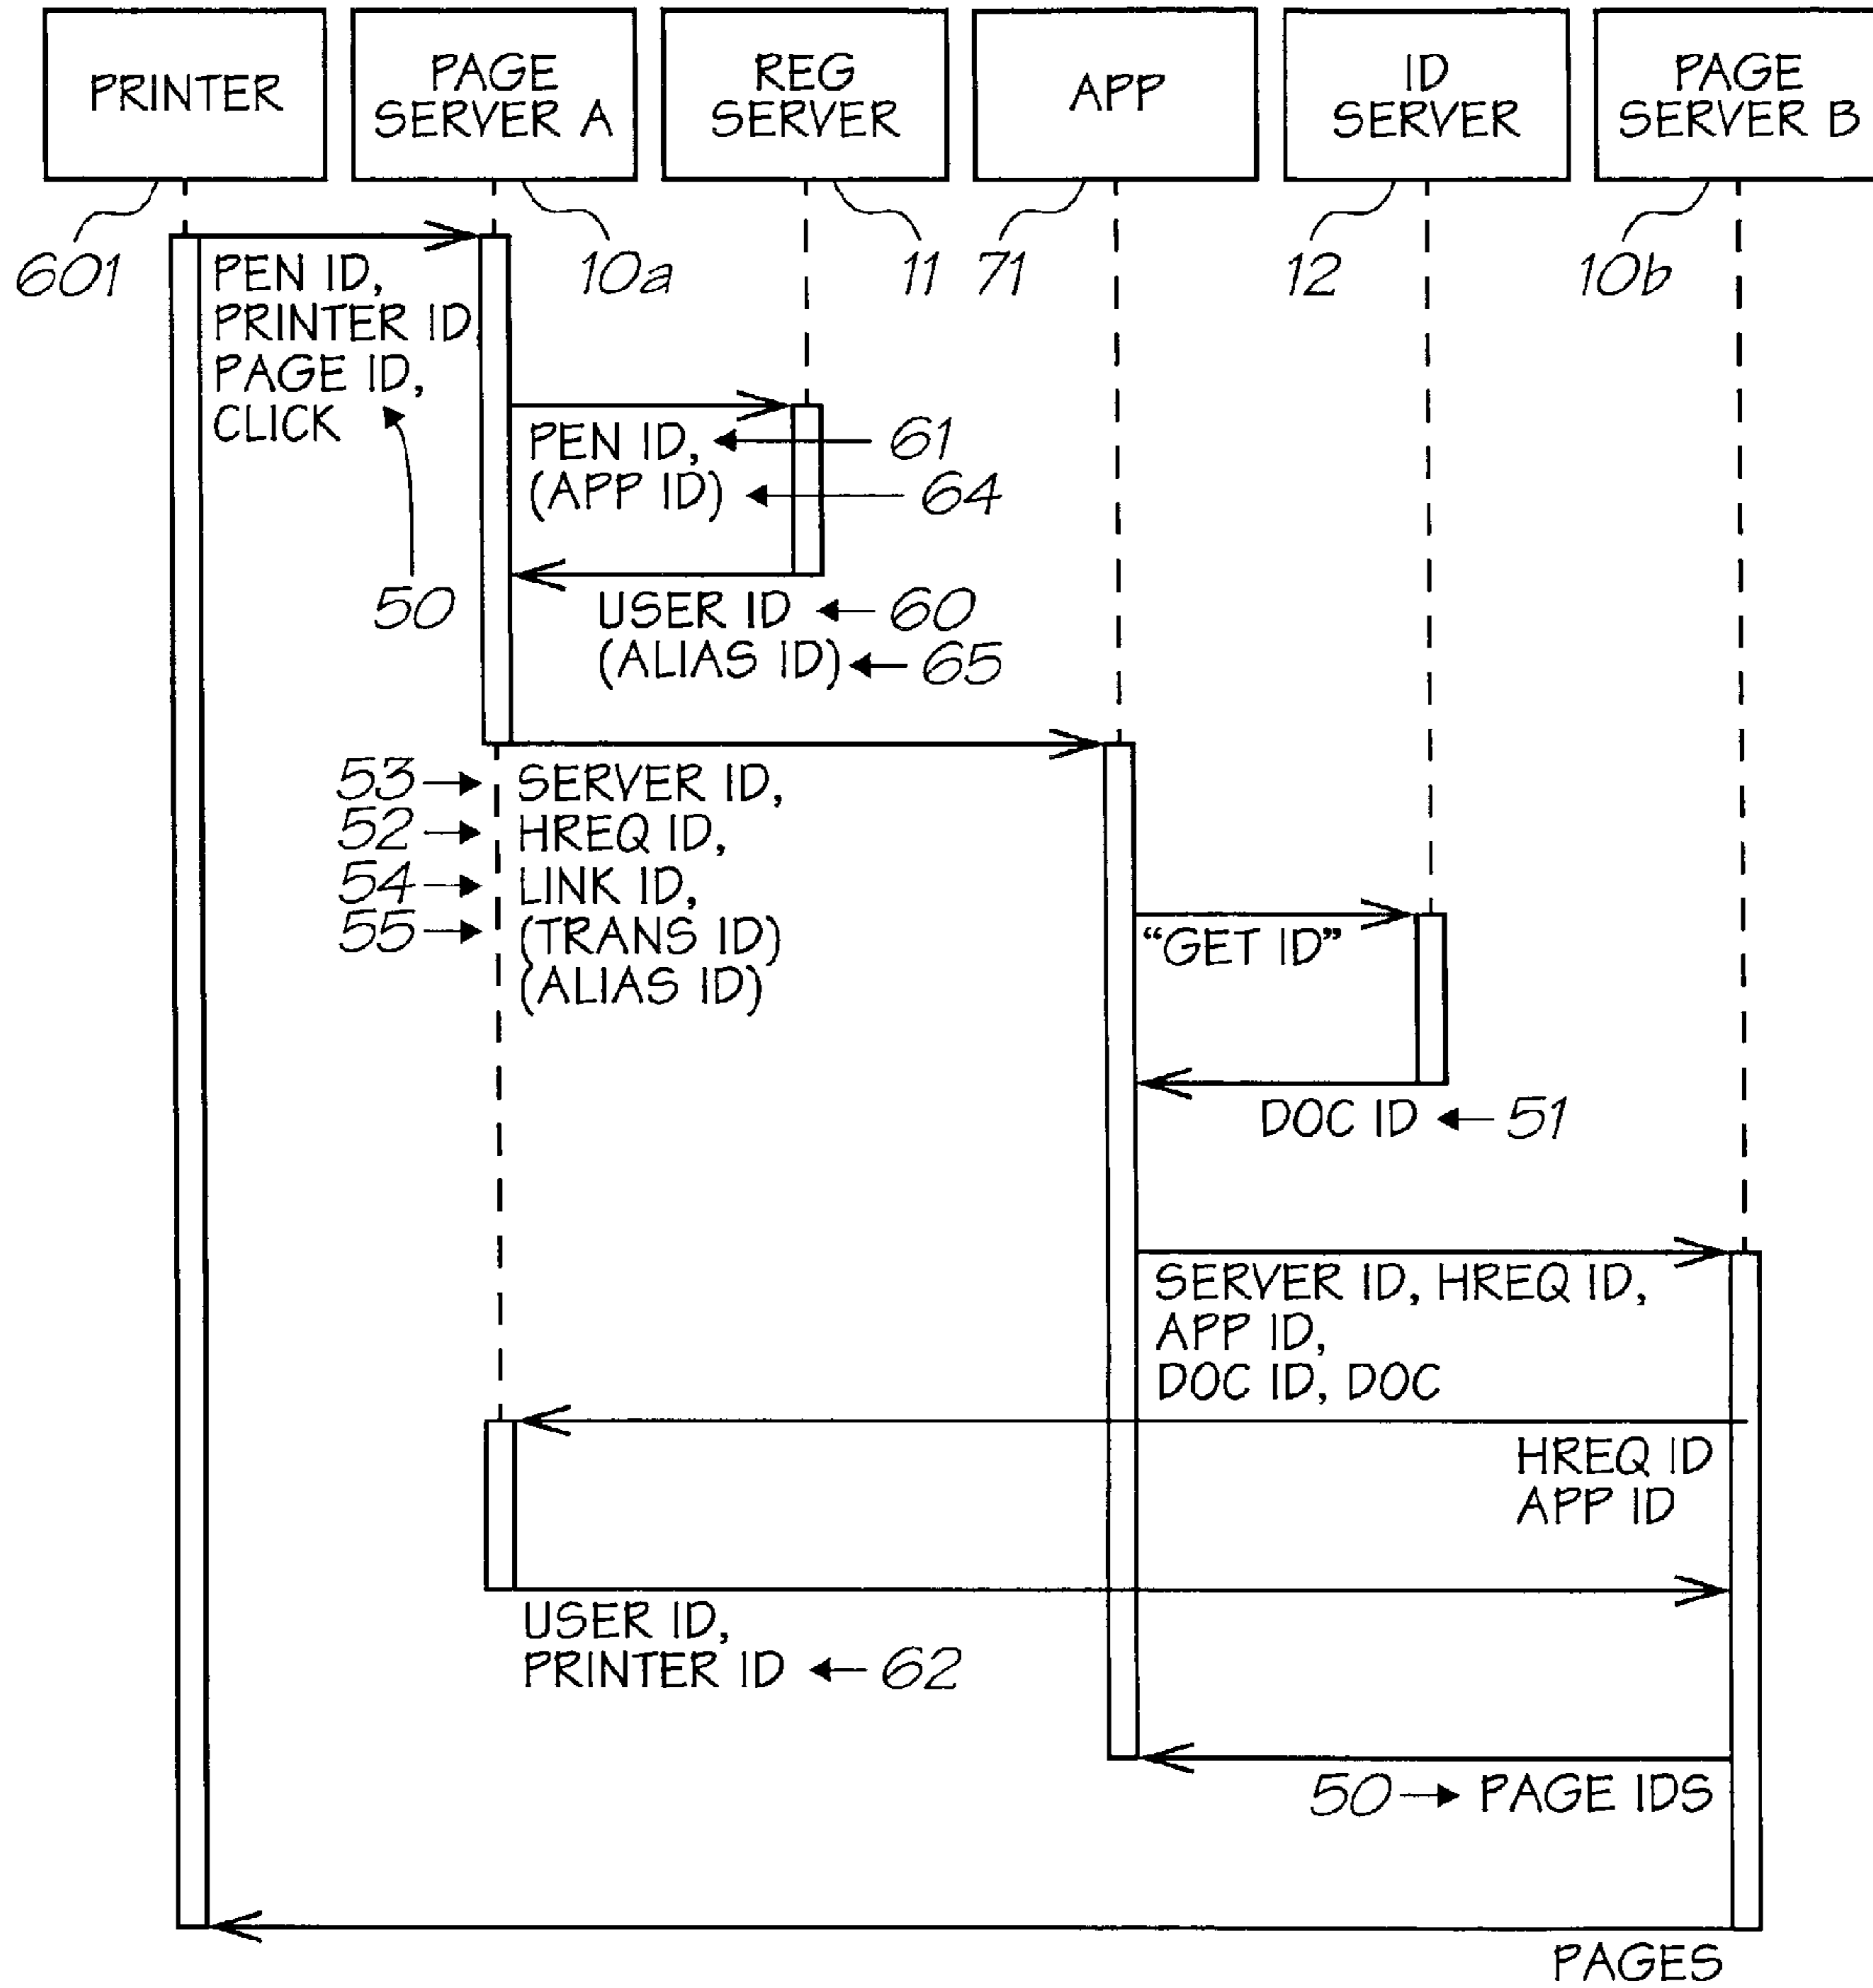 PRINTER
PAGE
SERVER A
REG
SERVER
APP
ID
SERVER
PAGE
SERVER B
601
10a
11
71
12
10b
PEN ID,
PRINTER ID
PAGE ID,
CLICK
50
PEN ID,
61
(APP ID)
64
USER ID
60
(ALIAS ID)
65
53
SERVER ID,
52
HREQ ID,
54
LINK ID,
55
(TRANS ID)
(ALIAS ID)
“GET ID”
DOC ID
51
SERVER ID, HREQ ID,
APP ID,
DOC ID, DOC
HREQ ID
APP ID
USER ID,
PRINTER ID
62
50
PAGE IDS
PAGES